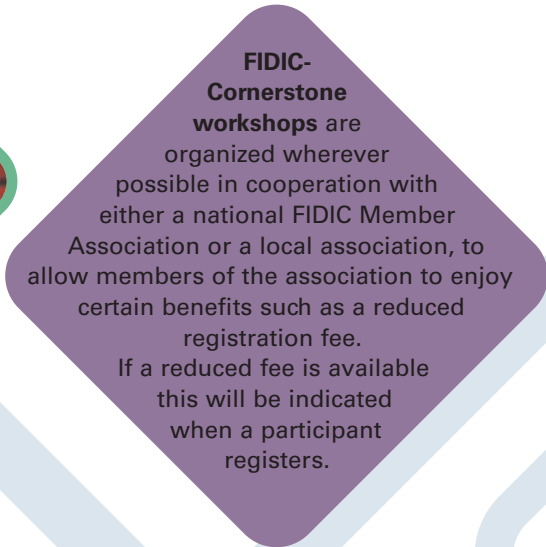 FIDIC-
Cornerstone
workshops are
organized wherever
possible in cooperation with
either a national FIDIC Member
Association or a local association, to
allow members of the association to enjoy
certain benefits such as a reduced
registration fee.
If a reduced fee is available
this will be indicated
when a participant
registers.